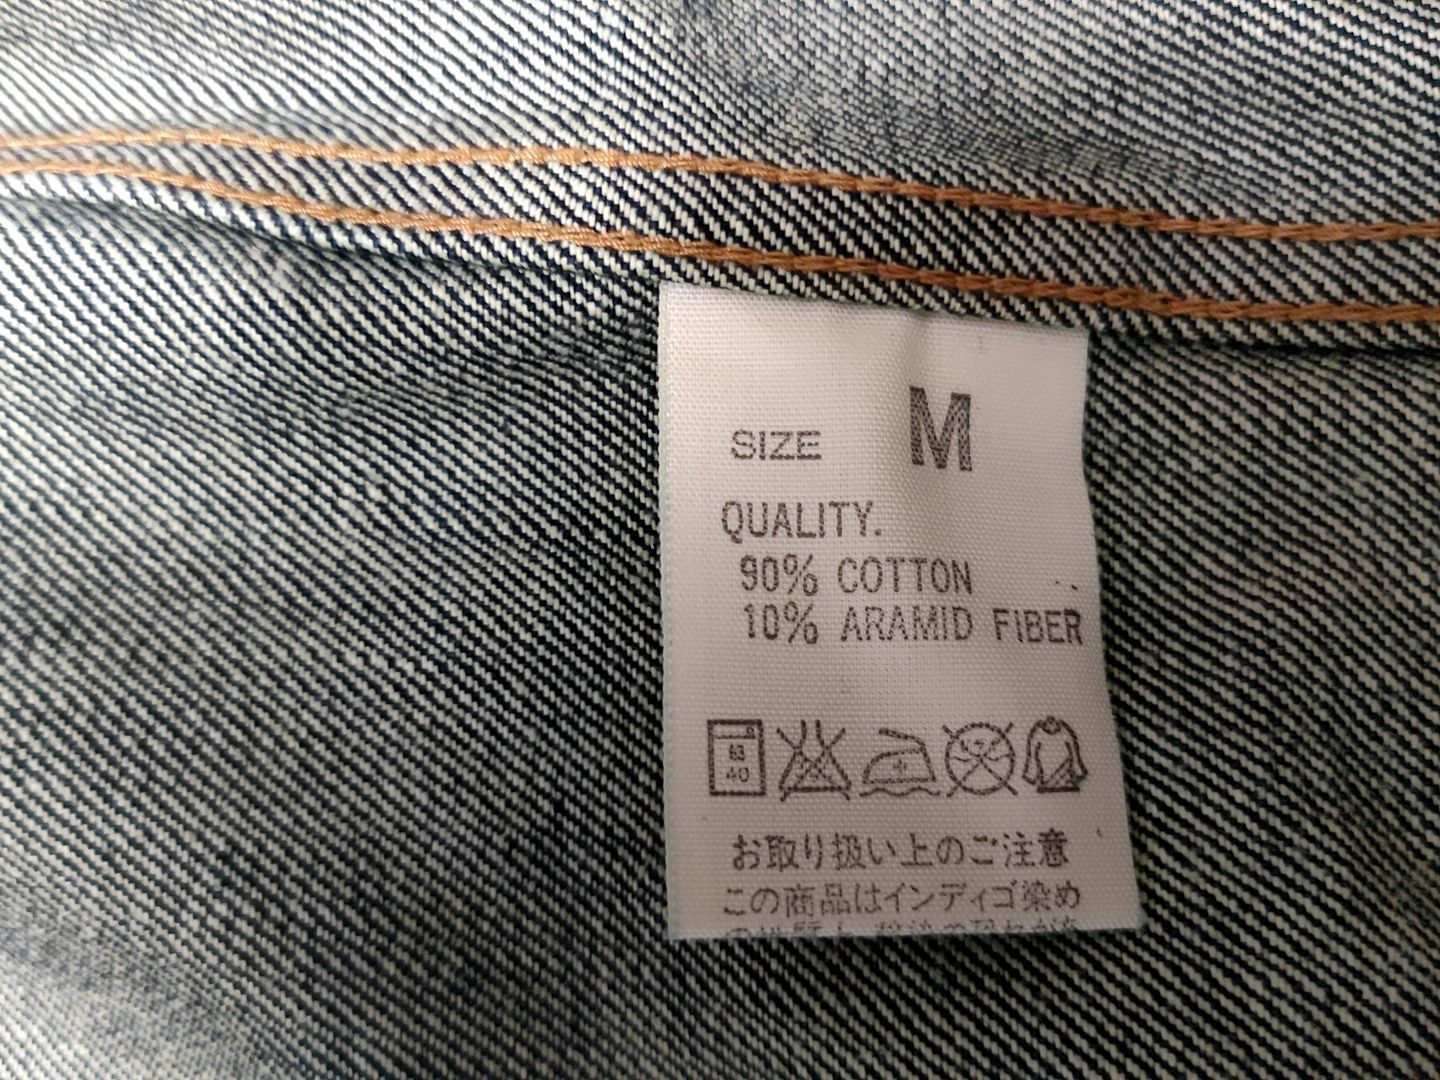 SIZE M
QUALITY.
90% COTTON
10% ARAMID FIBER
40
お取り扱い上のご注意
この商品はインディゴ染め